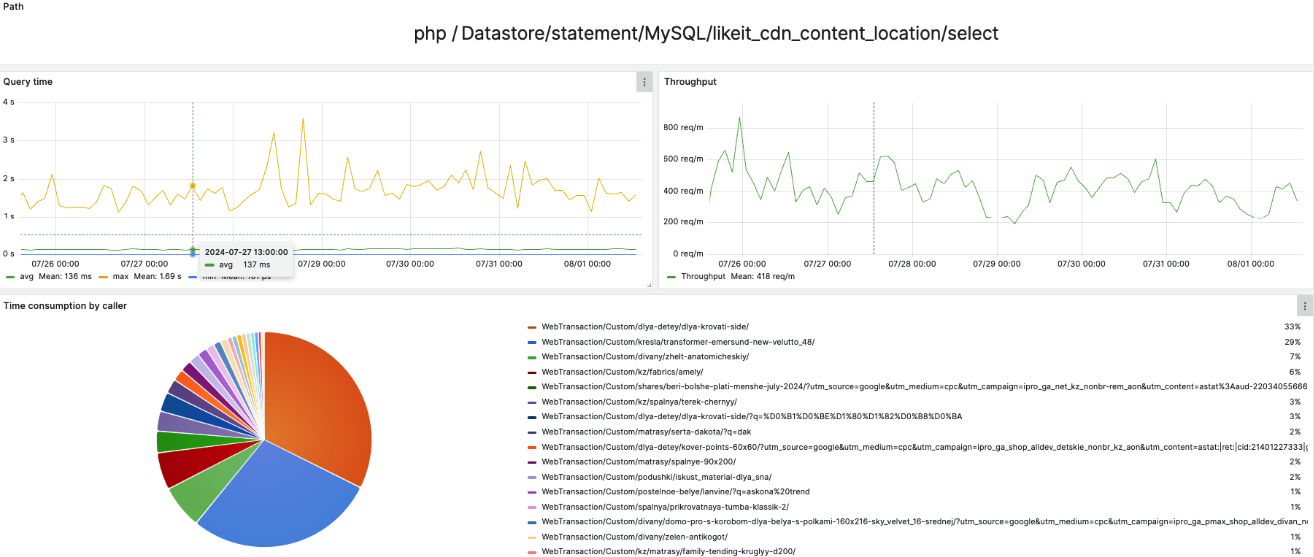 Path
php / Datastore/statement/MySQL/likeit_cdn_content_location/select
Query time
4 s
3 s
2 s
1 s
0 s
07/26 00:00 07/27 00:00 07/29 00:00 07/30 00:00 07/31 00:00 08/01 00:00
2024-07-27 13:00:00
avg 137 ms
avg Mean: 136 ms max Mean: 1.69 s min Mean:
Throughput
800 req/m
600 req/m
400 req/m
200 req/m
0 req/m
07/26 00:00 07/27 00:00 07/28 00:00 07/29 00:00 07/30 00:00 07/31 00:00 08/01 00:00
Throughput Mean: 418 req/m
Time consumption by caller
WebTransaction/Custom/dlya-detey/dlya-krovati-side/ 33%
WebTransaction/Custom/kresla/transformer-emersund-new-velutto_48/ 29%
WebTransaction/Custom/divany/zhelt-anatomicheskiy/ 7%
WebTransaction/Custom/kz/fabrics/amely/ 6%
WebTransaction/Custom/shares/beri-bolshe-plati-menshe-july-2024/?utm_source=google&utm_medium=cpc&utm_campaign=ipro_ga_net_kz_nonbr-rem_aon&utm_content=astat%3Aaud-22034055666
WebTransaction/Custom/kz/spalnya/terek-chernyy/ 3%
WebTransaction/Custom/dlya-detey/dlya-krovati-side/?q=%D0%B1%D0%BE%D1%80%D1%82%D0%B8%D0%BA 3%
WebTransaction/Custom/matrasy/serta-dakota/?q=dak 2%
WebTransaction/Custom/dlya-detey/kover-points-60x60/?utm_source=google&utm_medium=cpc&utm_campaign=ipro_ga_shop_alldev_detskie_nonbr_kz_aon&utm_content=astat:|ret:|cid:21401227333|g
WebTransaction/Custom/matrasy/spalnye-90x200/ 2%
WebTransaction/Custom/podushki/iskust_material-dlya_sna/ 2%
WebTransaction/Custom/postelnoe-belye/lanvine/?q=askona%20trend 1%
WebTransaction/Custom/spalnya/prikrovatnaya-tumba-klassik-2/ 1%
WebTransaction/Custom/divany/domo-pro-s-korobom-dlya-belya-s-polkami-160x216-sky_velvet_16-srednej/?utm_source=google&utm_medium=cpc&utm_campaign=ipro_ga_pmax_shop_alldev_divan_n
WebTransaction/Custom/divany/zelen-antikogot/ 1%
WebTransaction/Custom/kz/matrasy/family-tending-kruglyy-d200/ 1%